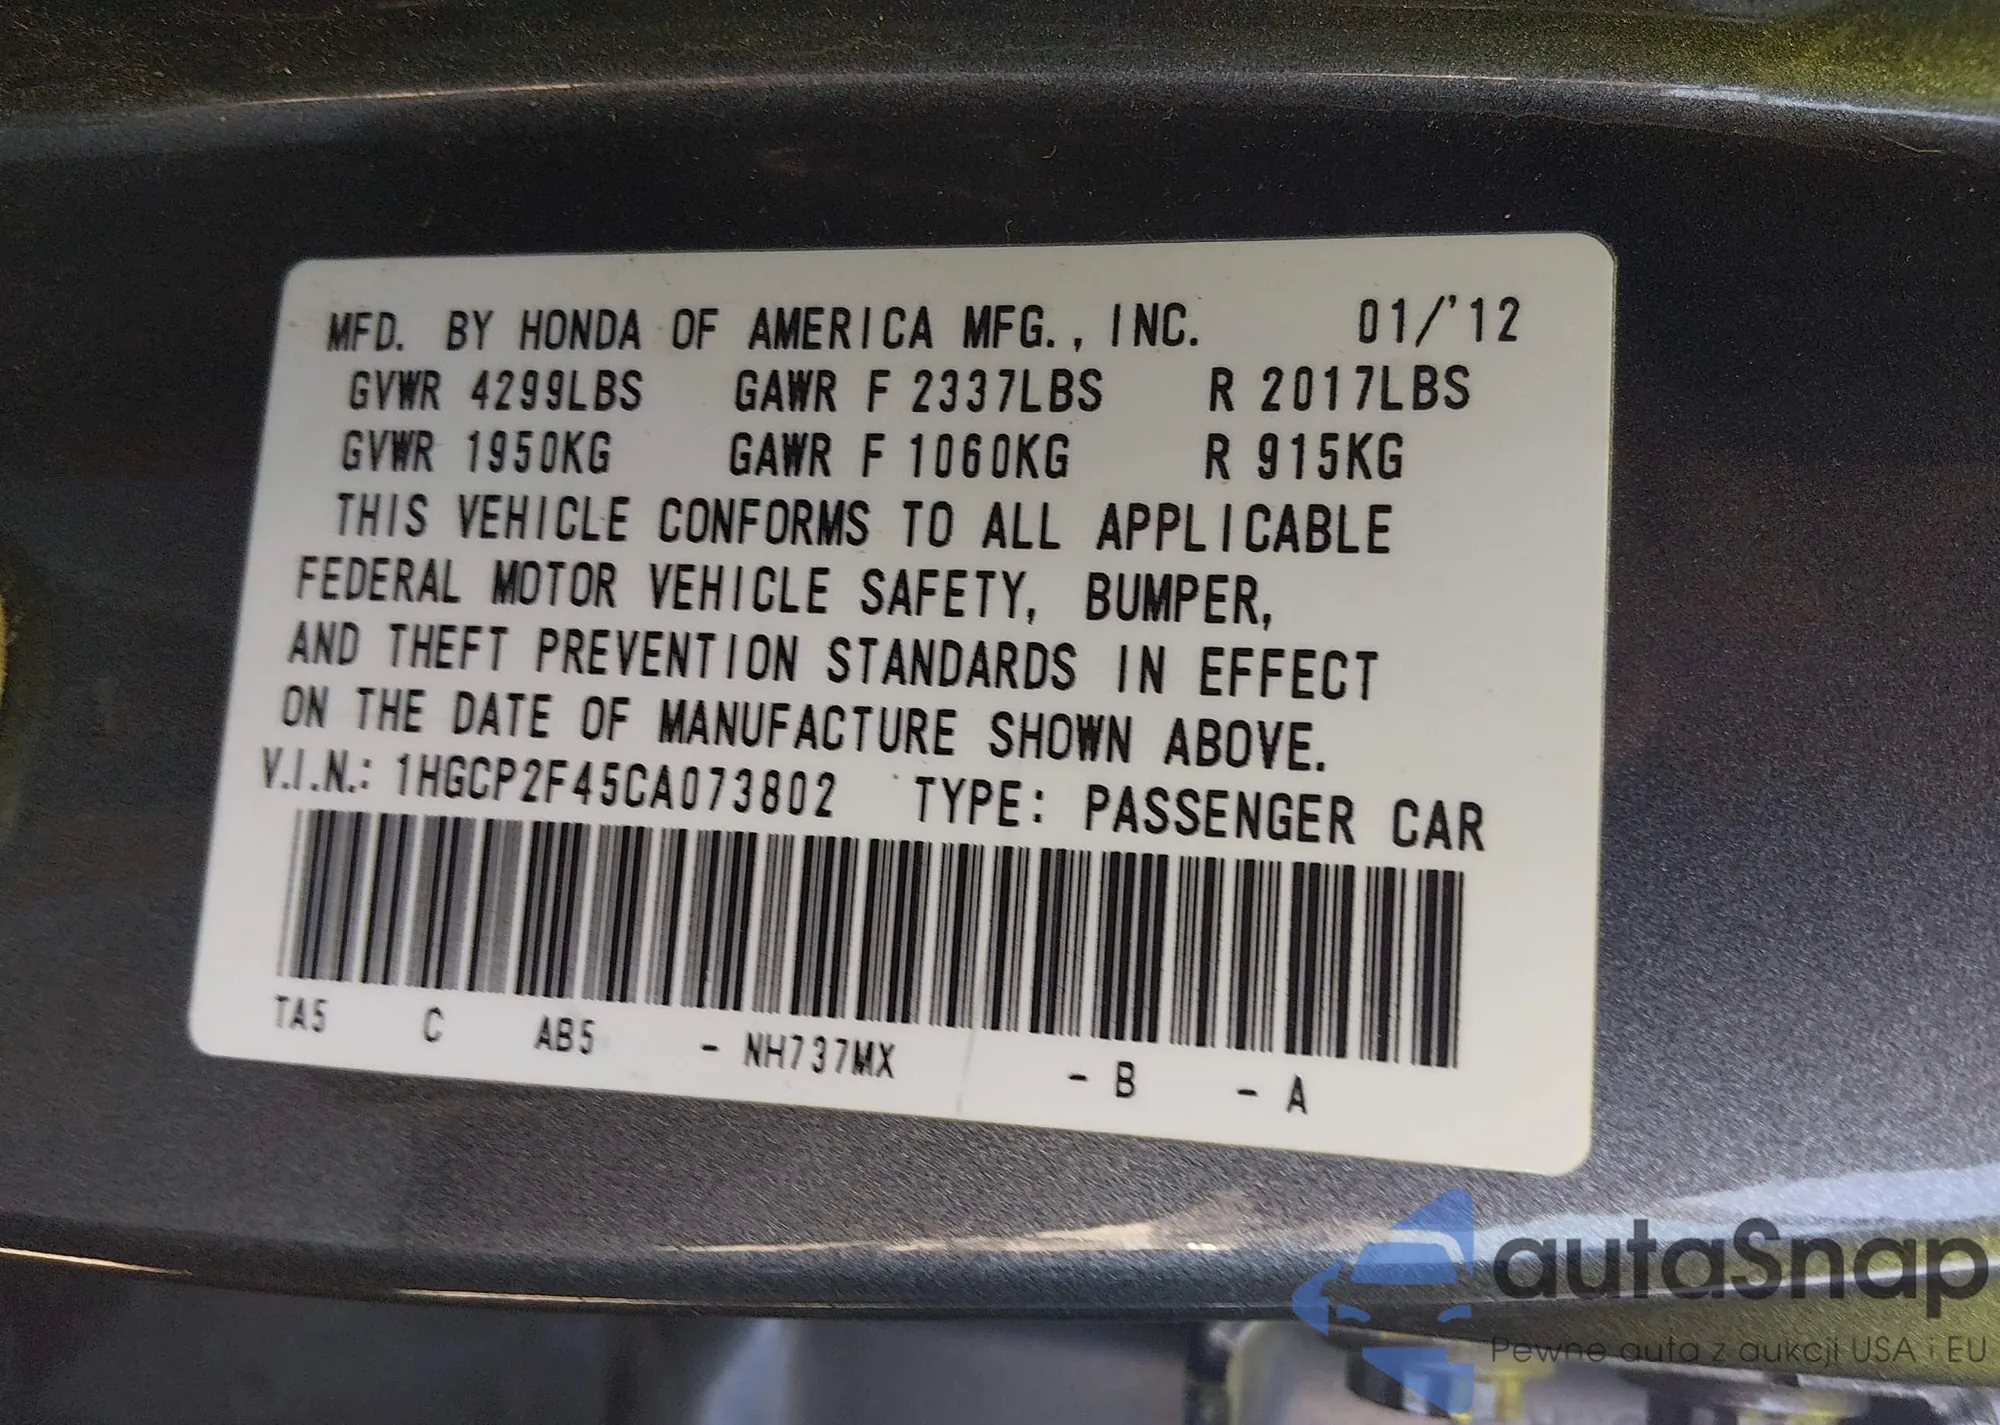 MFD. BY HONDA OF AMERICA MFG., INC. 01/'12
GVWR 4299LBS GAWR F 2337LBS R 2017LBS
GVWR 1950KG GAWR F 1060KG R 915KG
THIS VEHICLE CONFORMS TO ALL APPLICABLE
FEDERAL MOTOR VEHICLE SAFETY, BUMPER,
AND THEFT PREVENTION STANDARDS IN EFFECT
ON THE DATE OF MANUFACTURE SHOWN ABOVE.
V.I.N.: 1HGCP2F45CA073802 TYPE: PASSENGER CAR
TA5 C AB5 - NH737MX - B - A
autaSnap
Pewne auta z aukcji USA i EU